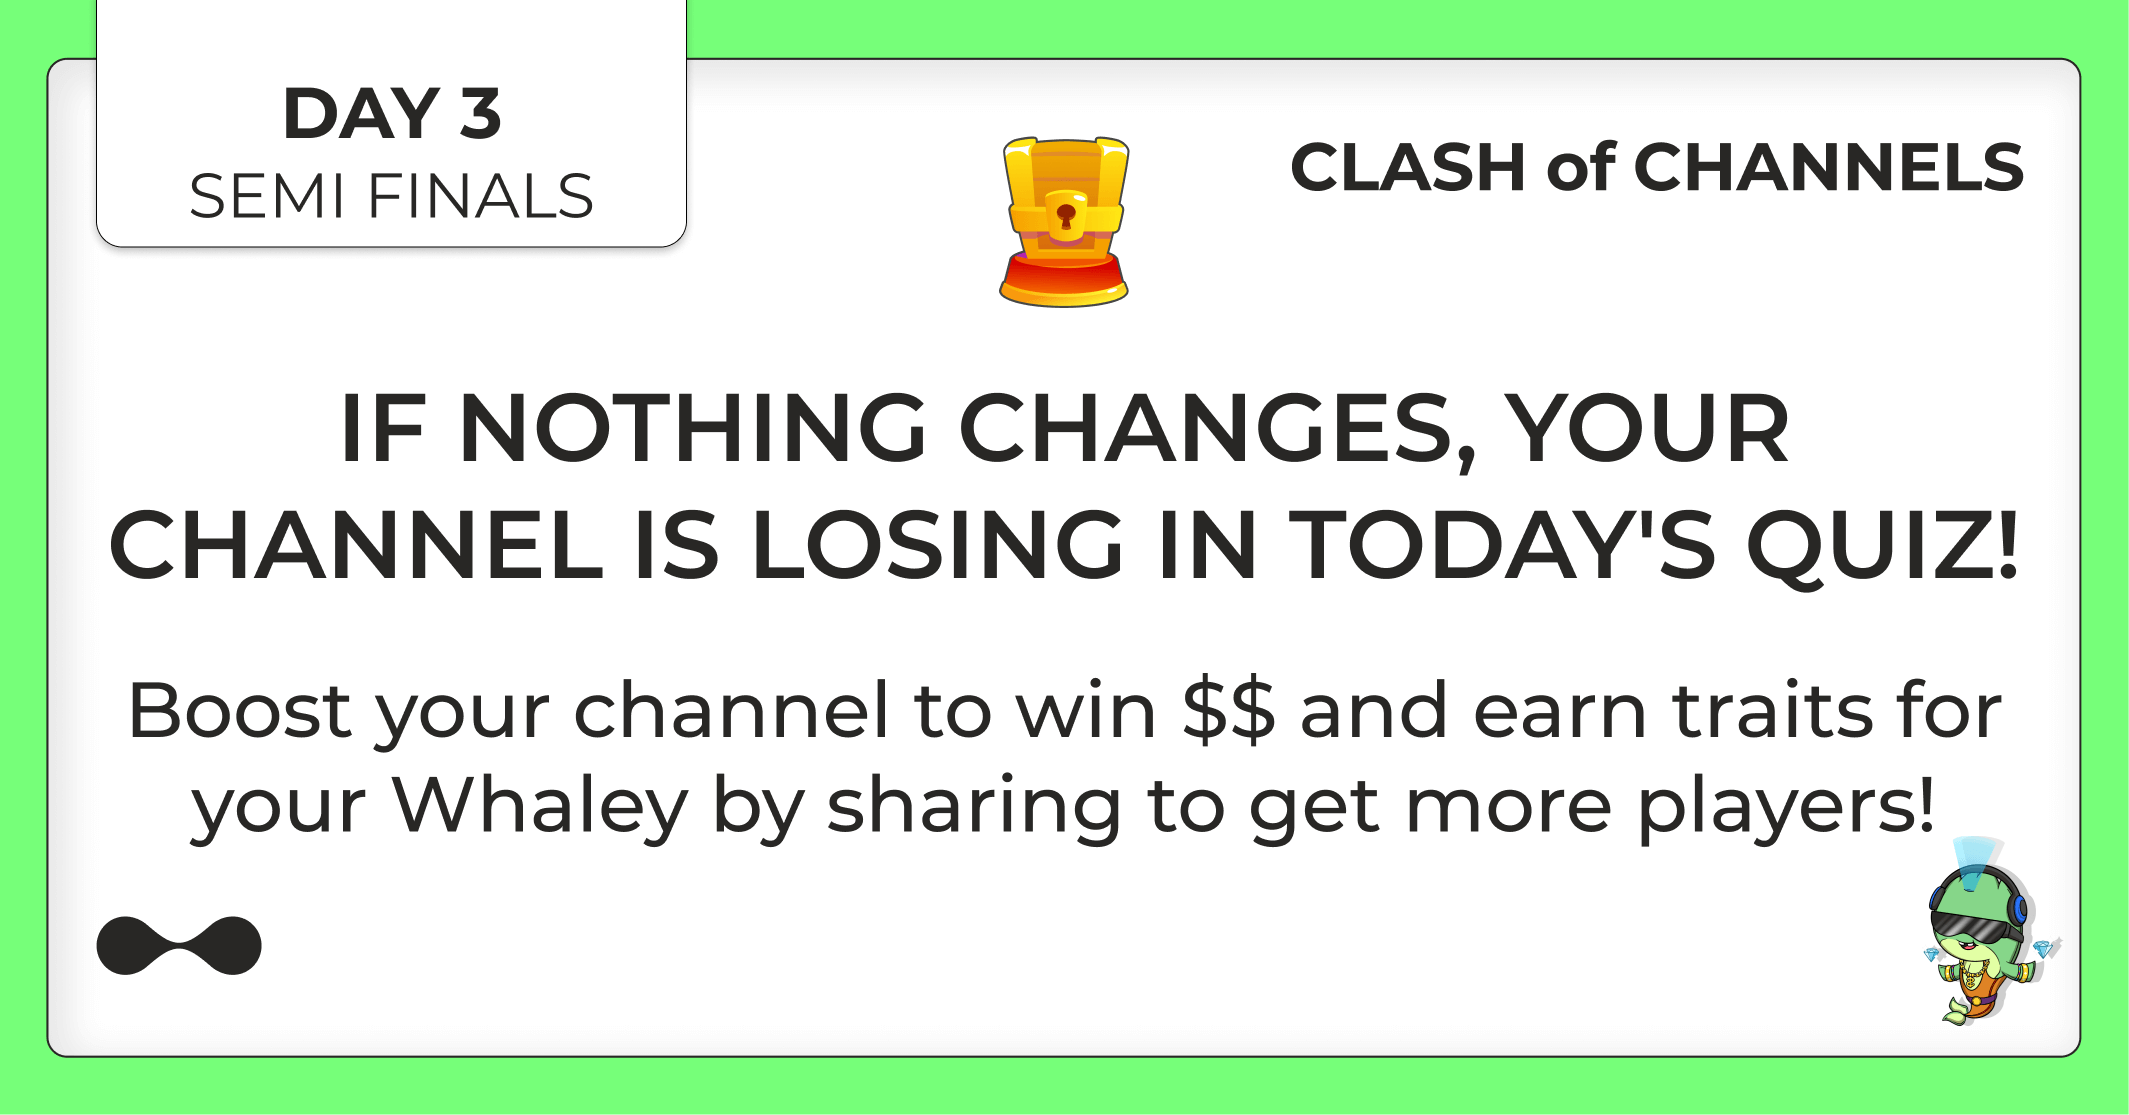 DAY 3
SEMI FINALS
CLASH of CHANNELS
IF NOTHING CHANGES, YOUR
CHANNEL IS LOSING IN TODAY'S QUIZ!
Boost your channel to win $$ and earn traits for
your Whaley by sharing to get more players!